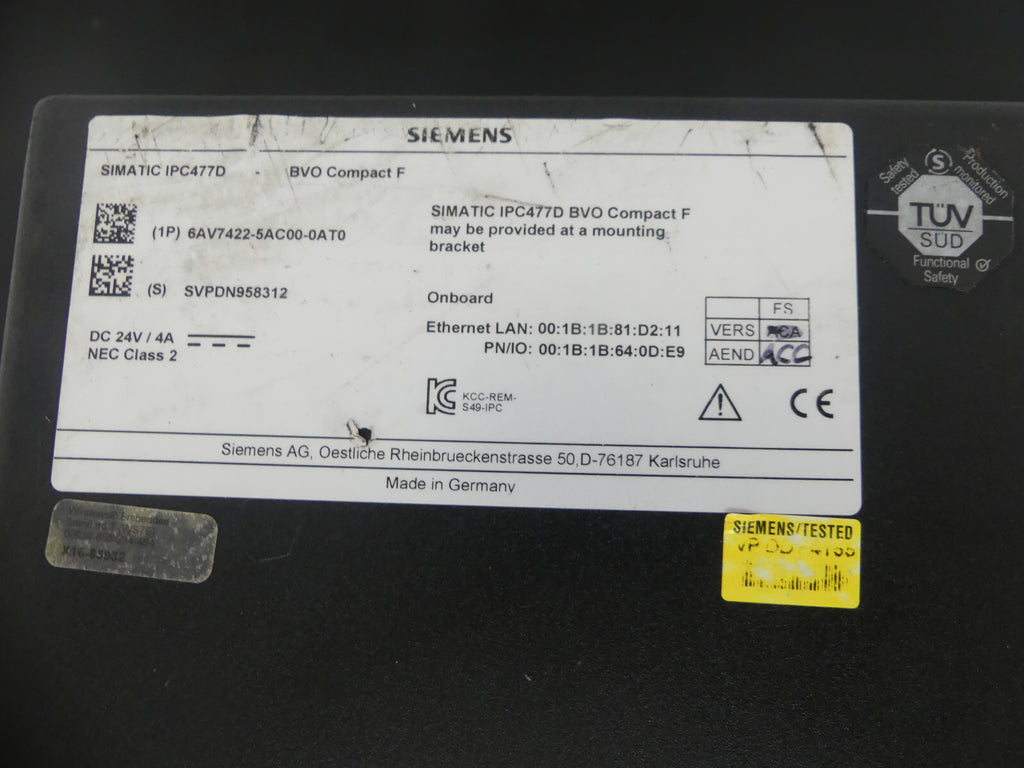 SIEMENS
SIMATIC IPC477D - BVO Compact F
(1P) 6AV7422-5AC00-0AT0
(S) SVPDN958312
DC 24V / 4A
NEC Class 2
SIMATIC IPC477D BVO Compact F
may be provided at a mounting
bracket
Onboard
Ethernet LAN: 00:1B:1B:81:D2:11
PN/IO: 00:1B:1B:64:0D:E9
FS
VERS
AEND ACC
KCC-REM-
S49-IPC
CE
Siemens AG, Oestliche Rheinbrueckenstrasse 50,D-76187 Karlsruhe
Made in Germany
Safety
tested
Production
monitored
TÜV
SÜD
Functional
Safety
Embedded
X16-83932
SIEMENS/TESTED